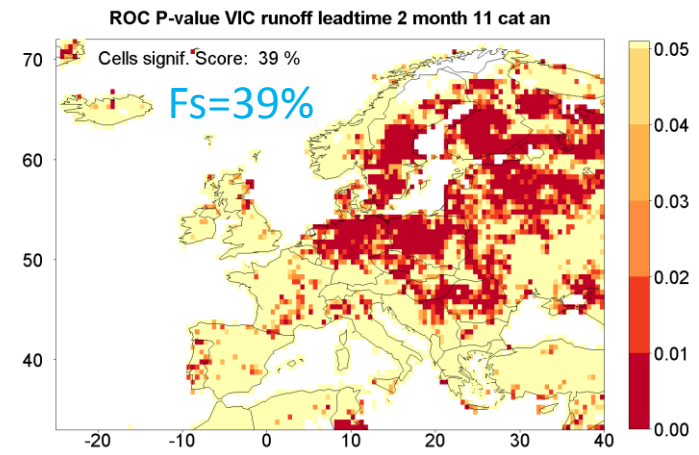 ROC P-value VIC runoff leadtime 2 month 11 cat an
Cells signif. Score: 39 %
Fs=39%
70
60
50
40
-20 -10 0 10 20 30 40
0.05
0.04
0.03
0.02
0.01
0.00